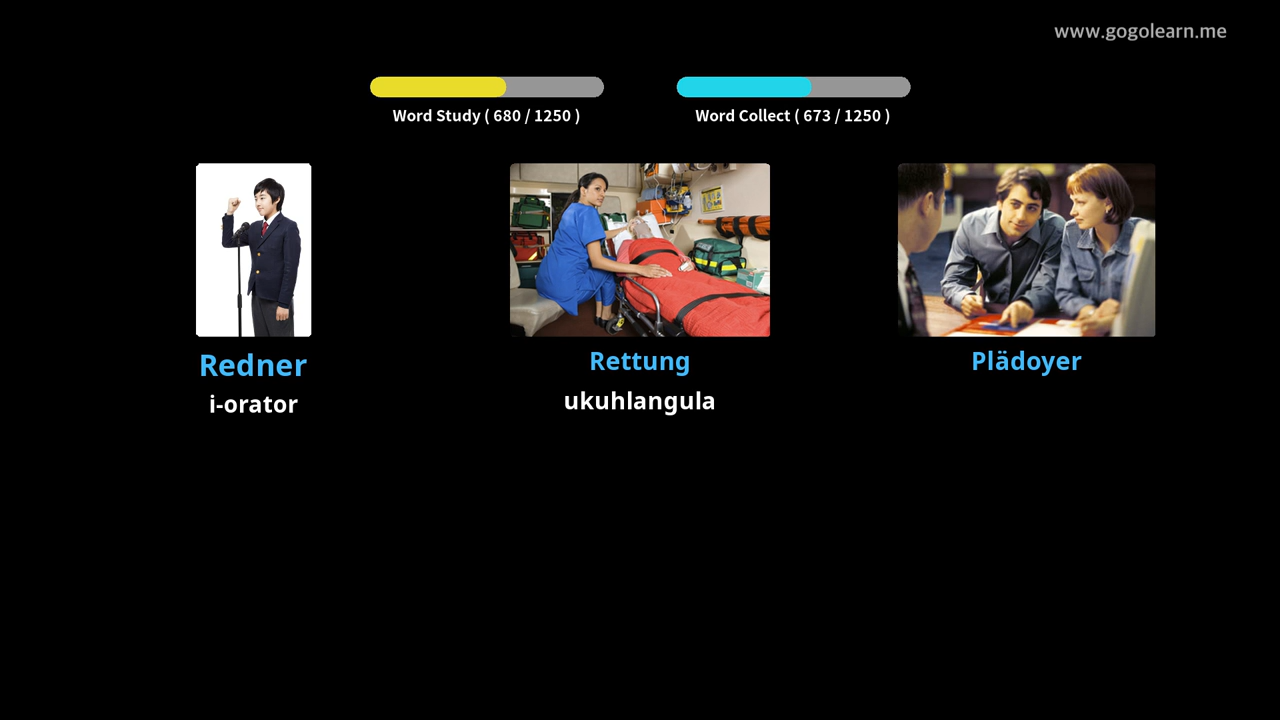 www.gogolearn.me
Word Study ( 680 / 1250 )
Word Collect ( 673 / 1250 )
Redner
i-orator
Rettung
ukuhlangula
Plädoyer